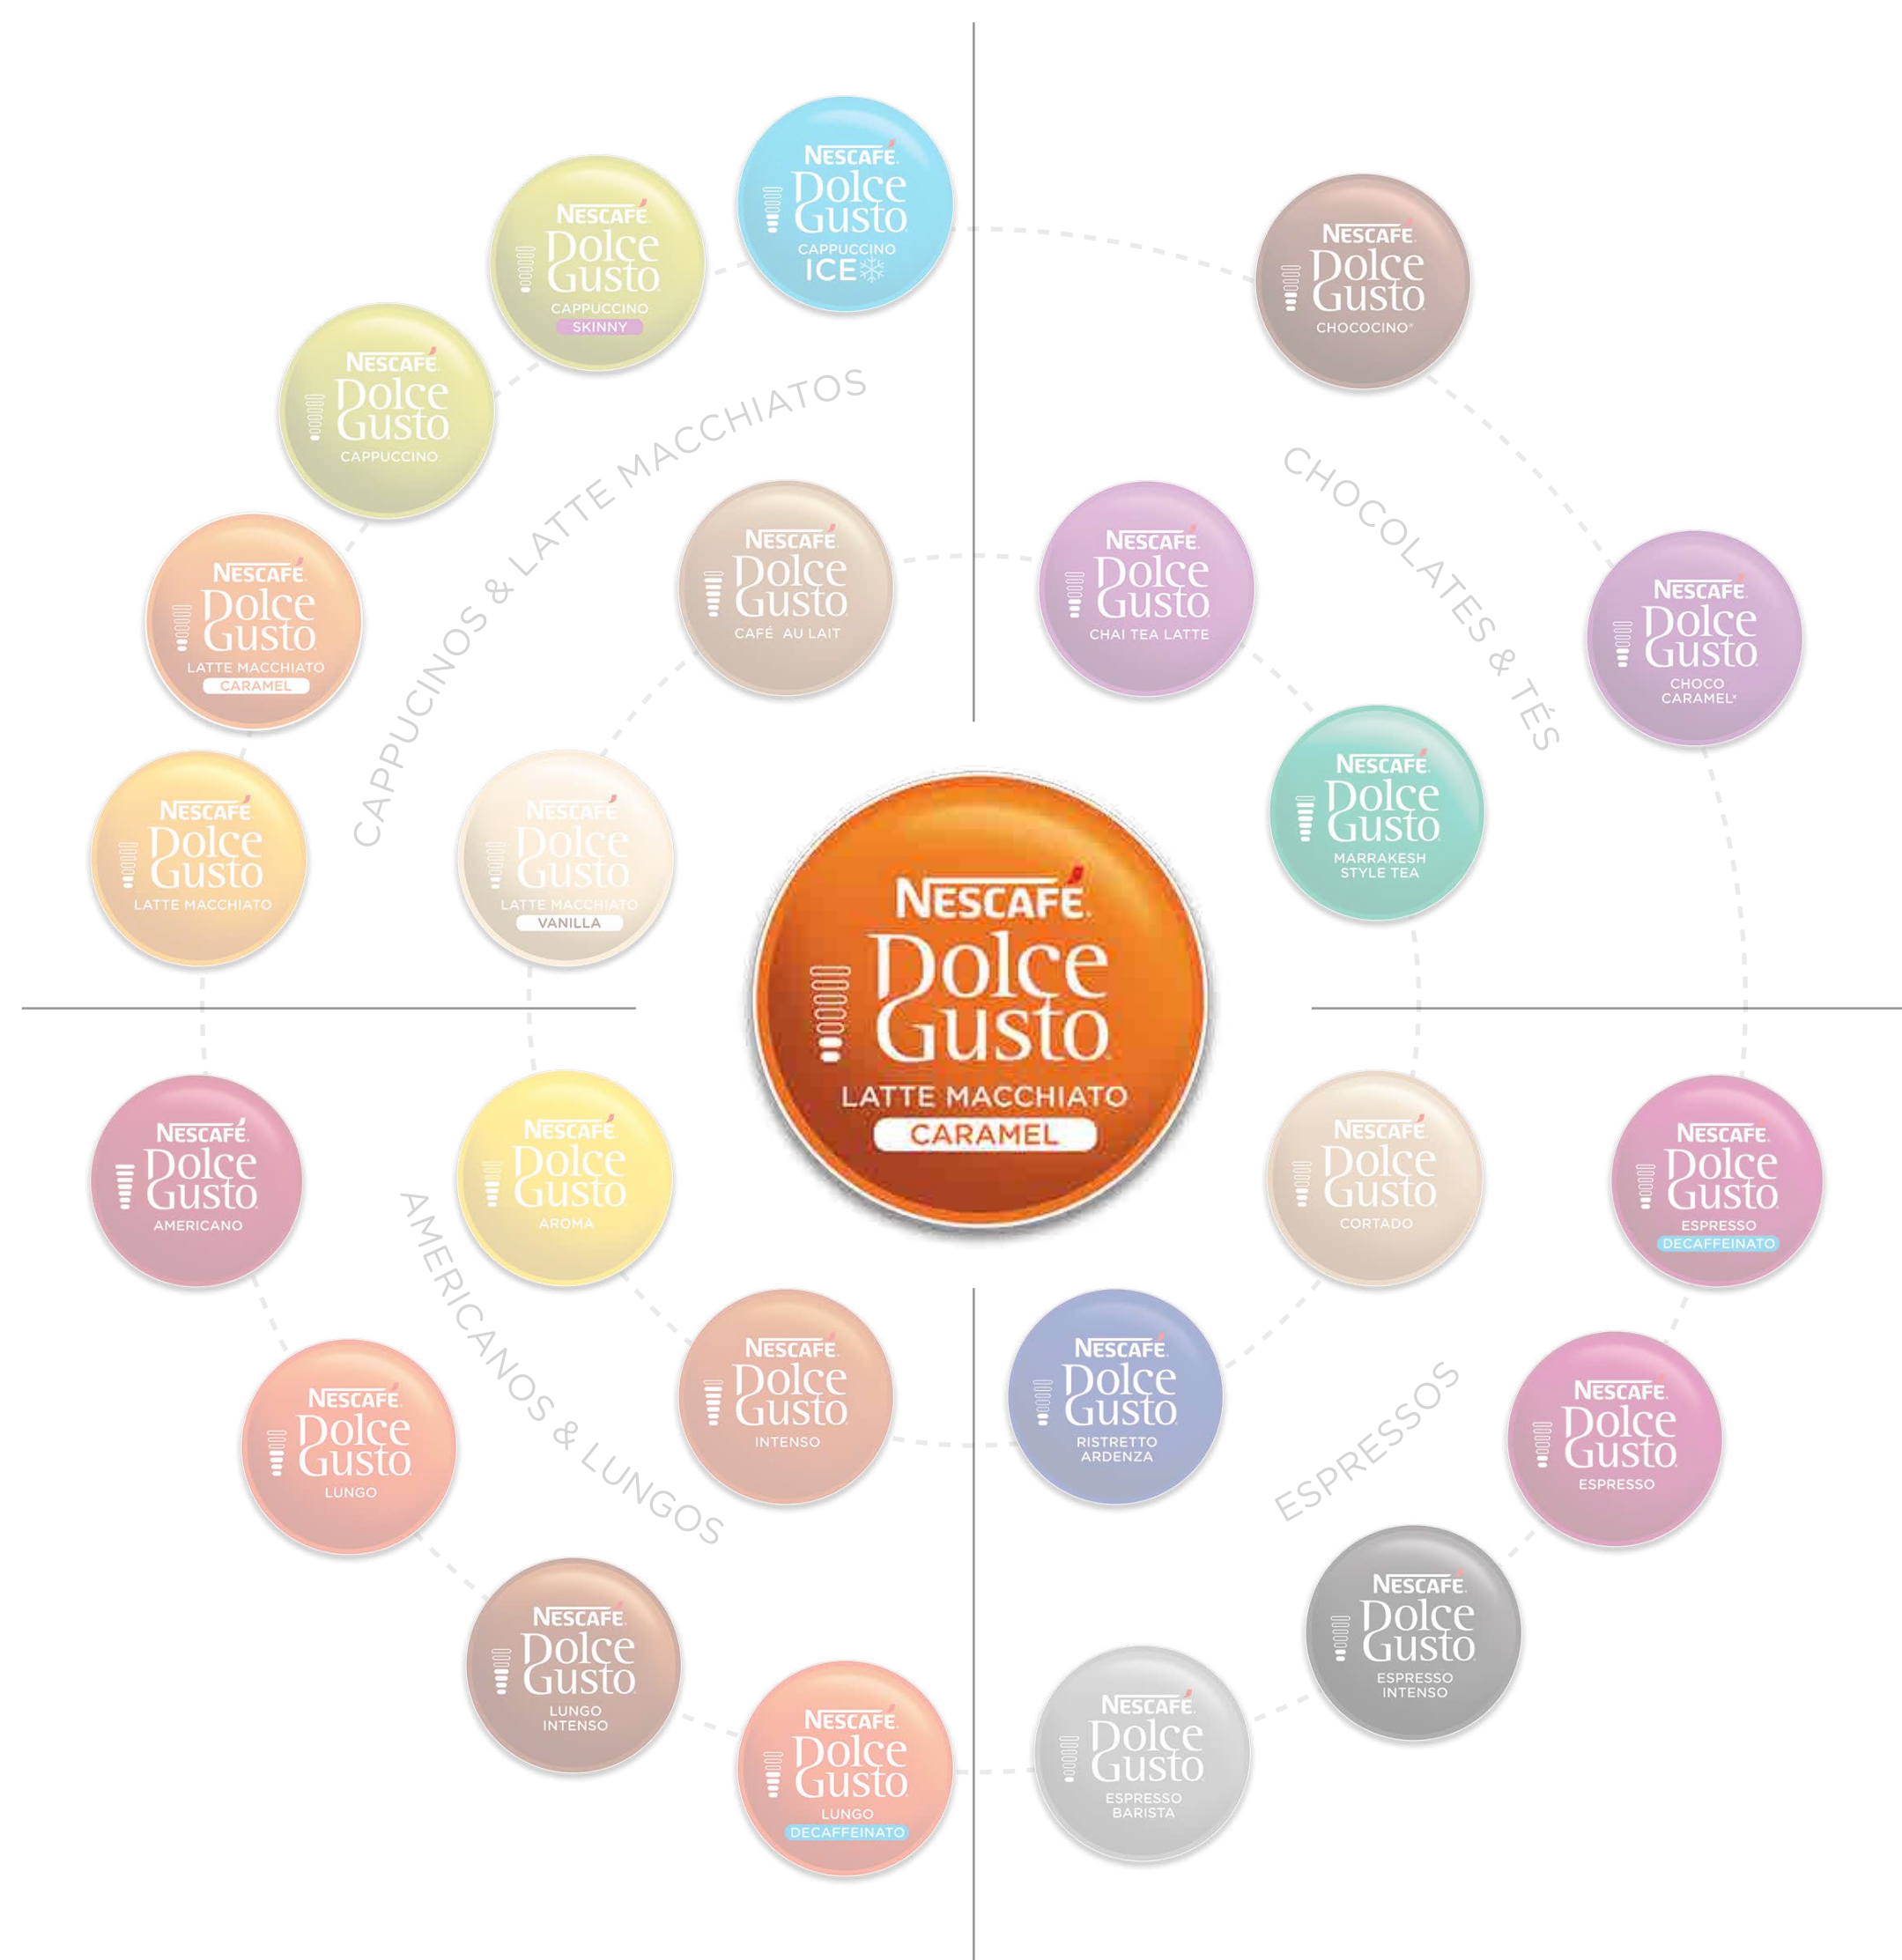 NESCAFÉ.
Dolce
Gusto
CAPPUCCINO
ICE
NESCAFÉ.
Dolce
Gusto
CAPPUCCINO
SKINNY
NESCAFÉ.
Dolce
Gusto
CAPPUCCINO
NESCAFÉ.
Dolce
Gusto
LATTE MACCHIATO
CARAMEL
NESCAFÉ.
Dolce
Gusto
LATTE MACCHIATO
CAPPUCINOS & LATTE MACCHIATOS
NESCAFÉ.
Dolce
Gusto
CAFÉ AU LAIT
NESCAFÉ.
Dolce
Gusto
LATTE MACCHIATO
VANILLA
NESCAFÉ.
Dolce
Gusto
CHOCOCINO®
NESCAFÉ.
Dolce
Gusto
CHOCO
CARAMEL*
CHOCOLATES & TÉS
NESCAFÉ.
Dolce
Gusto
CHAI TEA LATTE
NESCAFÉ.
Dolce
Gusto
MARRAKESH
STYLE TEA
NESCAFÉ.
Dolce
Gusto
LATTE MACCHIATO
CARAMEL
NESCAFÉ.
Dolce
Gusto
AMERICANO
NESCAFÉ.
Dolce
Gusto
AROMA
AMERICANOS & LUNGOS
NESCAFÉ.
Dolce
Gusto
INTENSO
NESCAFÉ.
Dolce
Gusto
LUNGO
NESCAFÉ.
Dolce
Gusto
LUNGO
INTENSO
NESCAFÉ.
Dolce
Gusto
LUNGO
DECAFFEINATO
NESCAFÉ.
Dolce
Gusto
CORTADO
NESCAFÉ.
Dolce
Gusto
ESPRESSO
DECAFFEINATO
NESCAFÉ.
Dolce
Gusto
RISTRETTO
ARDENZA
ESPRESSOS
NESCAFÉ.
Dolce
Gusto
ESPRESSO
NESCAFÉ.
Dolce
Gusto
ESPRESSO
INTENSO
NESCAFÉ.
Dolce
Gusto
ESPRESSO
BARISTA